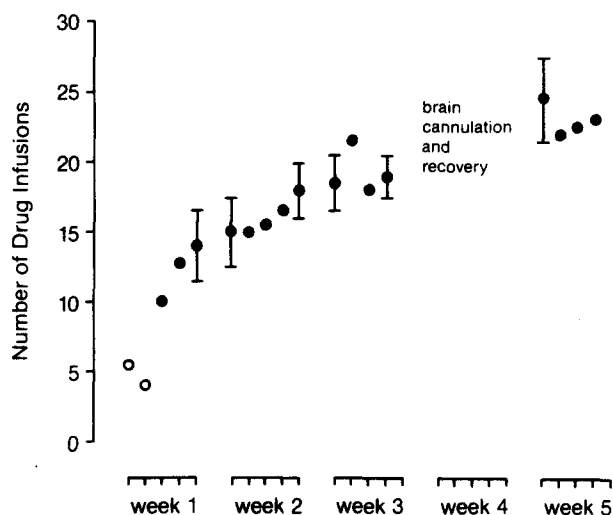 Number of Drug Infusions
30
25
20
15
10
5
0
brain
cannulation
and
recovery
week 1
week 2
week 3
week 4
week 5